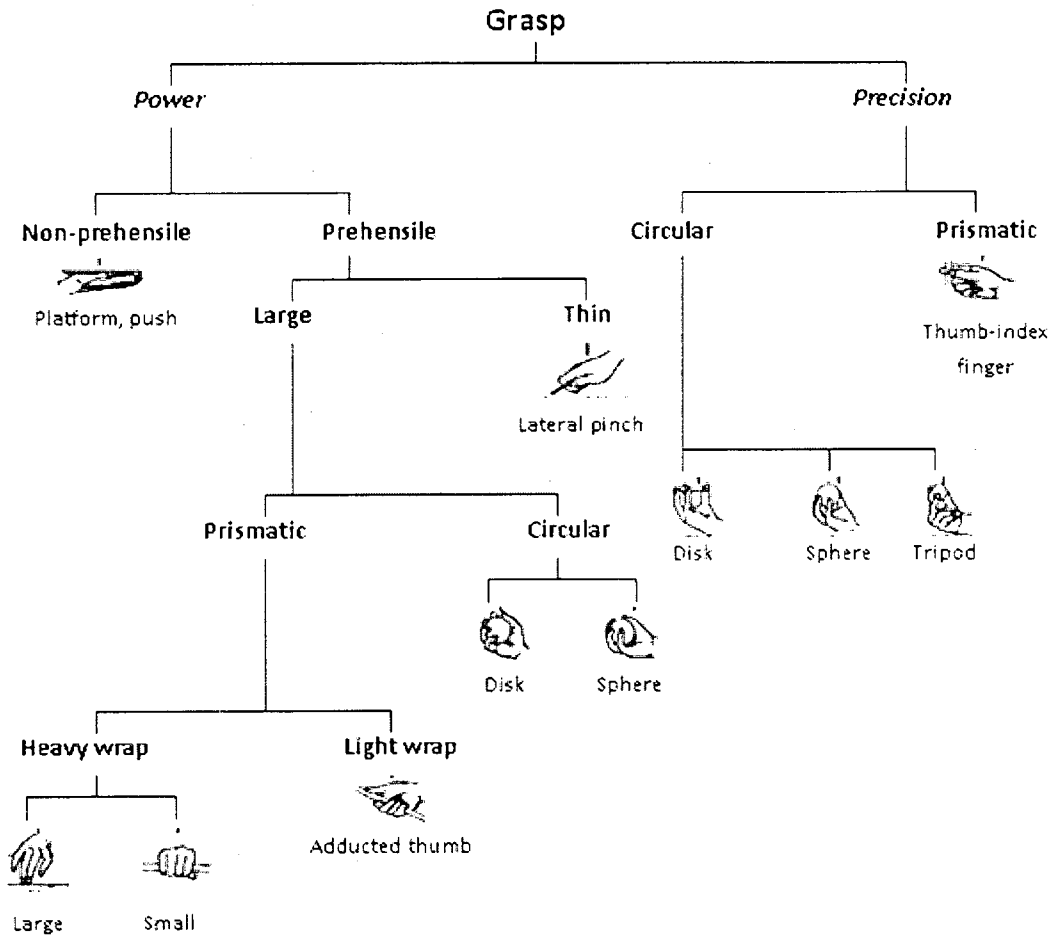 Grasp
Power
Precision
Non-prehensile
Prehensile
Circular
Prismatic
Platform, push
Large
Thin
Thumb-index
finger
Lateral pinch
Prismatic
Circular
Disk
Sphere
Tripod
Disk
Sphere
Heavy wrap
Light wrap
Adducted thumb
Large
Small